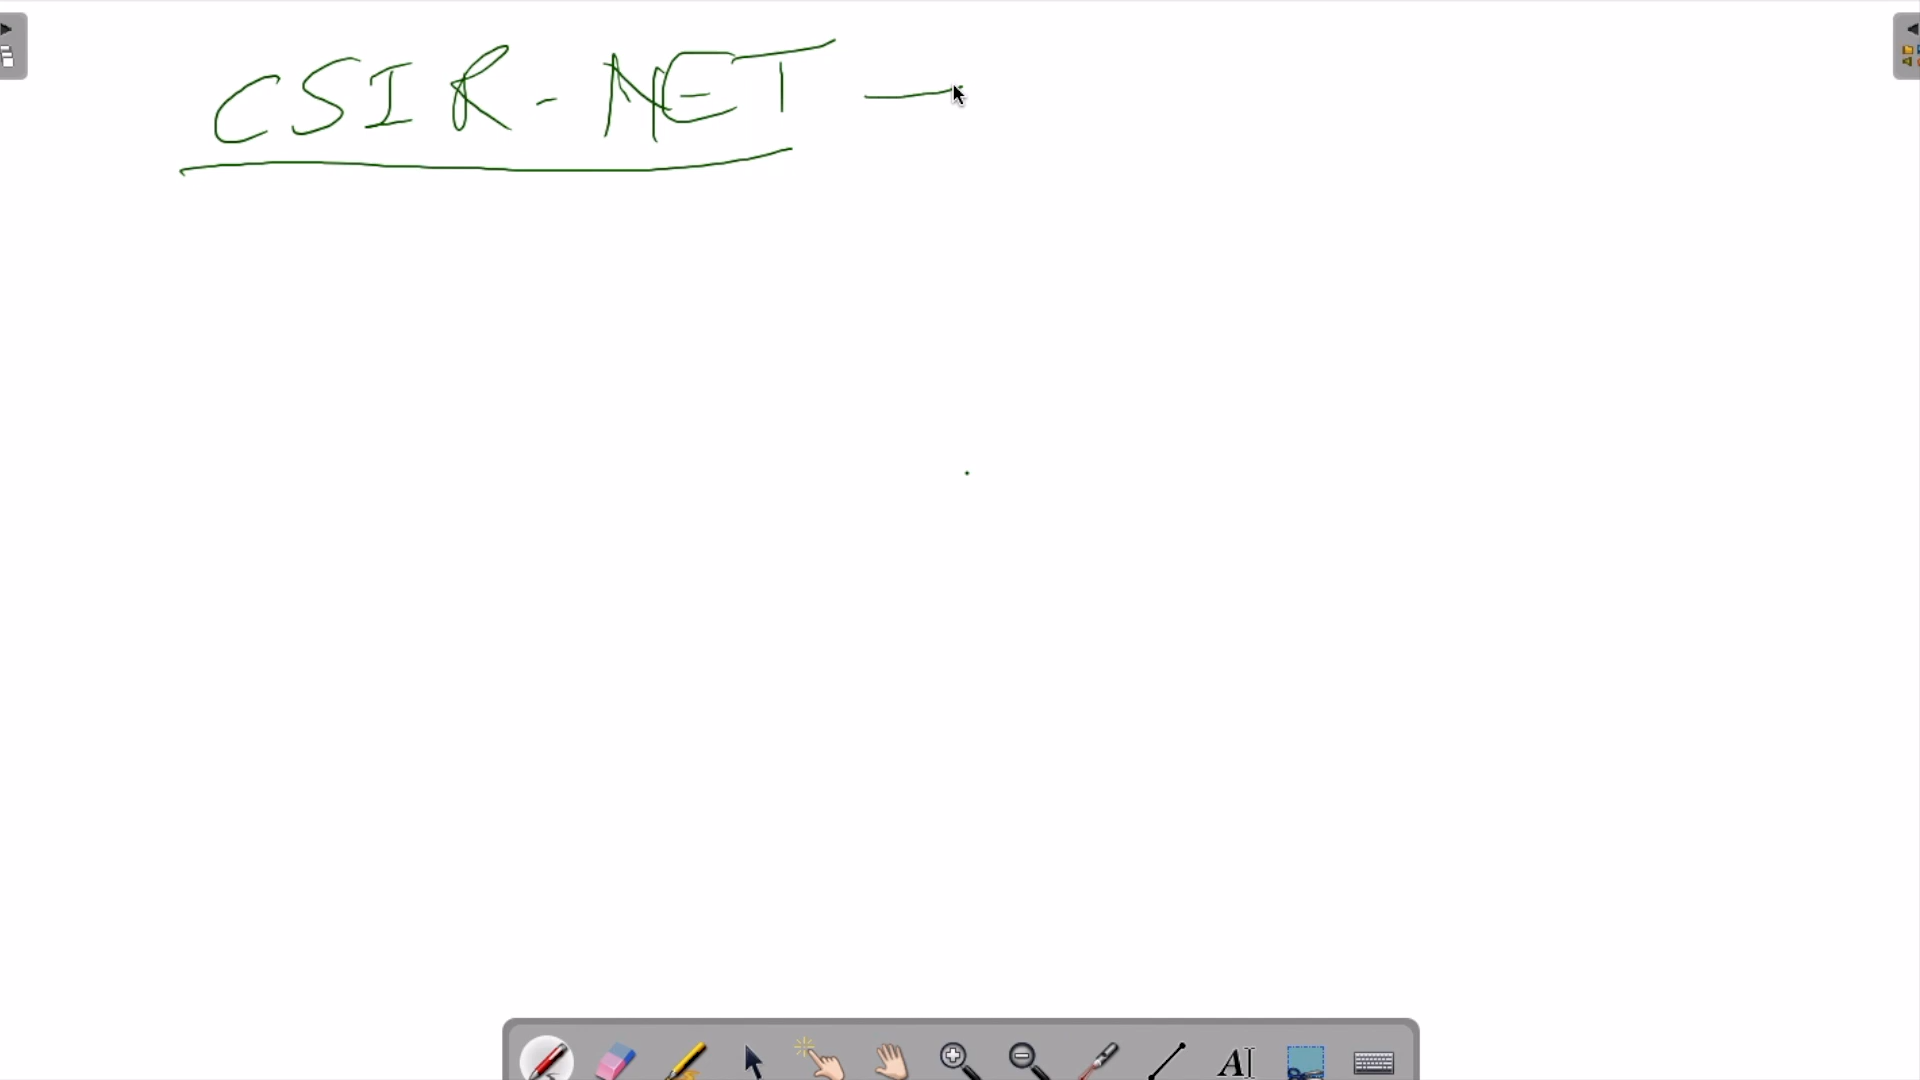 CSIR - NET —